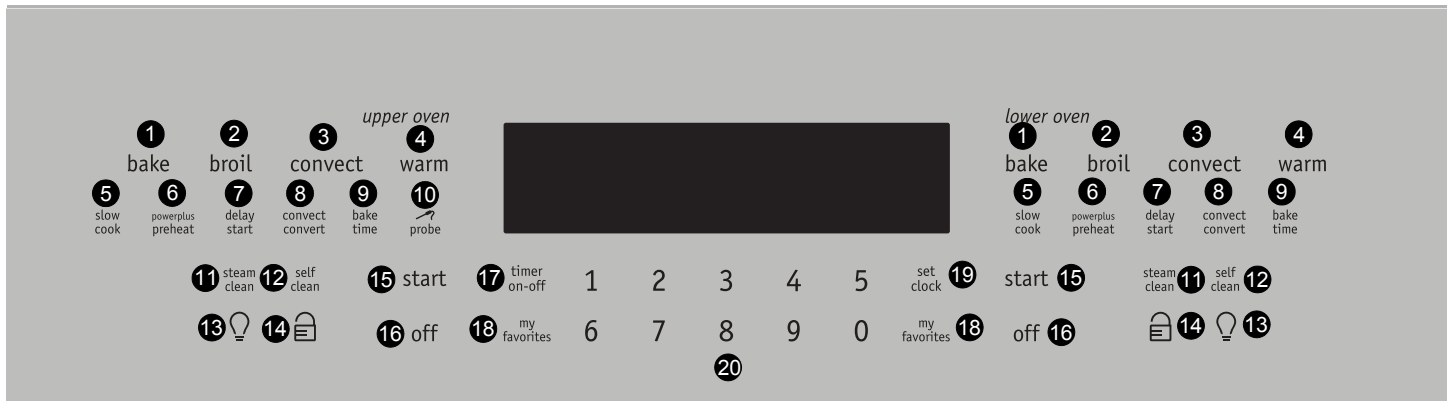 upper oven
lower oven
1 2 3 4 1 2 3 4
bake broil convect warm bake broil convect warm
5 6 7 8 9 10 5 6 7 8 9
slow powerplus delay convect bake slow powerplus delay convect bake
cook preheat start convert time probe cook preheat start convert time
11 steam 12 self 15 start 17 timer 1 2 3 4 5 set 19 start 15 steam 11 self 12
clean clean on-off clock clean clean
13 14 16 off 18 my 6 7 8 9 0 my 18 off 16 14 13
favorites favorites
20